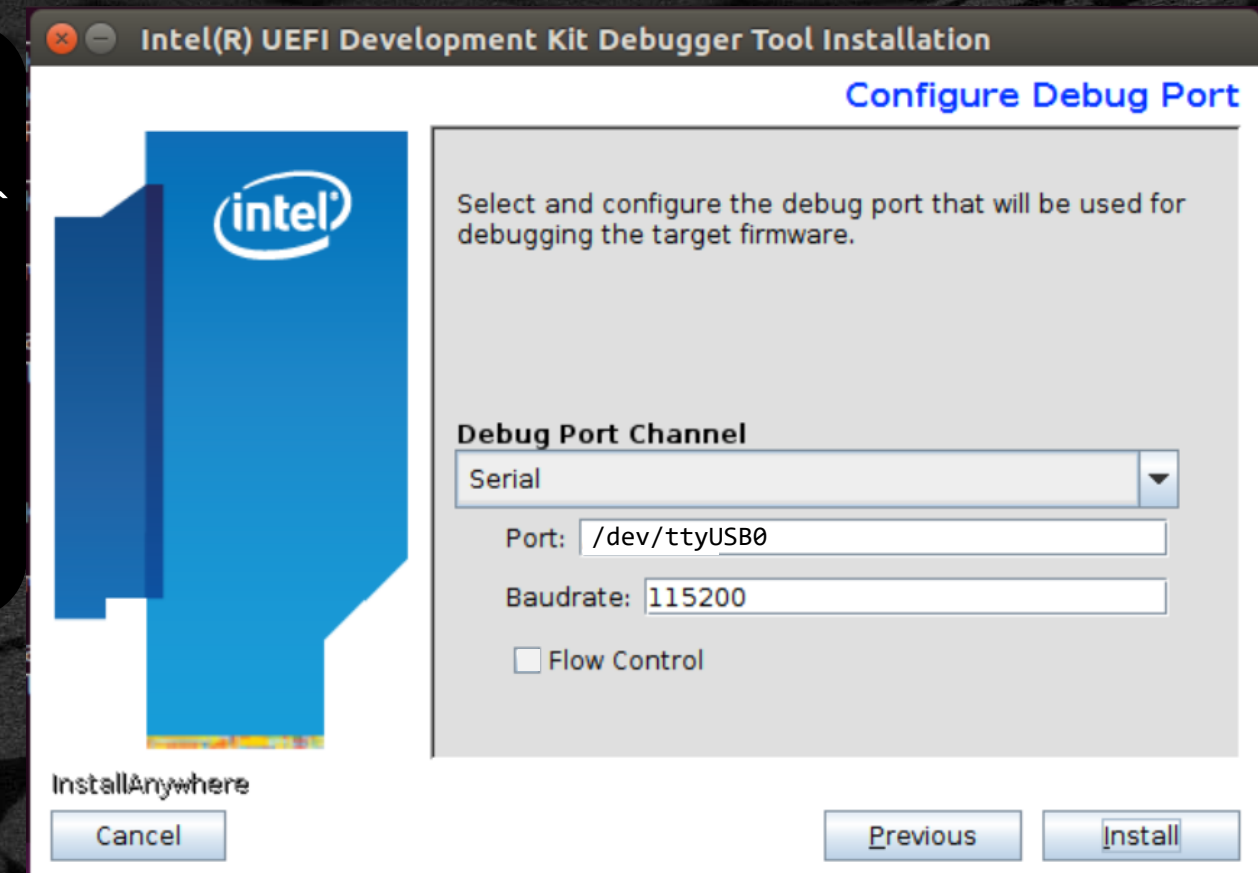 Intel(R) UEFI Development Kit Debugger Tool Installation
Configure Debug Port
intel
Select and configure the debug port that will be used for
debugging the target firmware.
Debug Port Channel
Serial
Port: /dev/ttyUSB0
Baudrate: 115200
Flow Control
InstallAnywhere
Cancel Previous Install